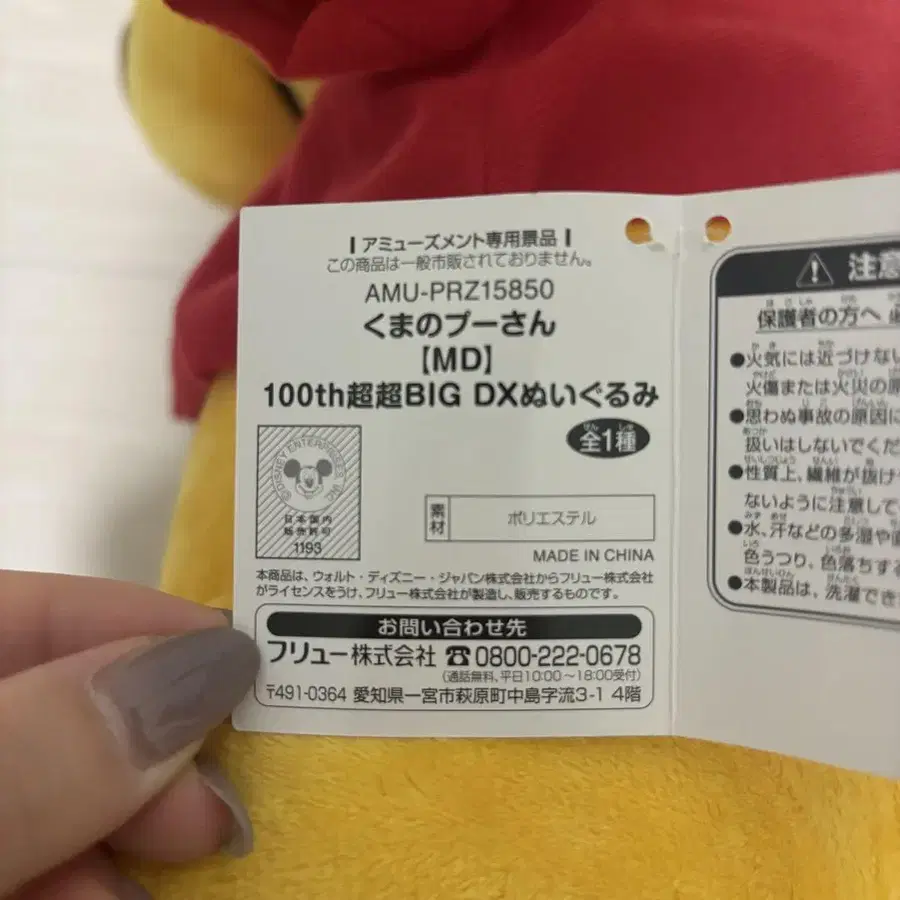 アミューズメント専用景品
この商品は一般市販されておりません。
AMU-PRZ15850
くまのプーさん
【MD】
100th超超BIG DXぬいぐるみ
全1種
©DISNEY ENTERPRISES, INC.
日本国内
販売許可
1193
素材
ポリエステル
MADE IN CHINA
本商品は、ウォルト・ディズニー・ジャパン株式会社からフリュー株式会社
がライセンスをうけ、フリュー株式会社が製造し、販売するものです。
お問い合わせ先
フリュー株式会社 ☎0800-222-0678
(通話無料、平日10:00～18:00受付)
〒491-0364 愛知県一宮市萩原町中島字流3-1 4階
注意
保護者の方へ
●火気には近づけない
火傷または火災の原
●思わぬ事故の原因に
扱いはしないでくだ
●性質上、繊維が抜け
ないように注意して
●水、汗などの多湿や
色うつり、色落ちする
●本製品は、洗濯でき